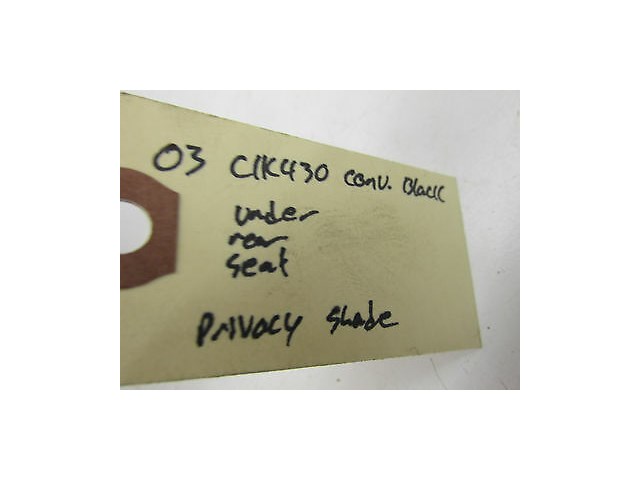 03 CLK430 conv. Black
under
rear
seat
Privacy Shade